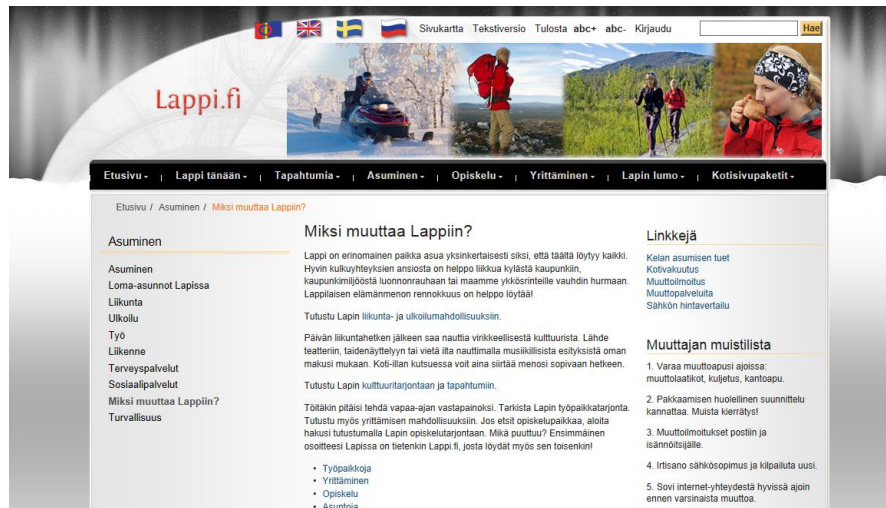 Sivukartta Tekstiversio Tulosta abc+ abc- Kirjaudu Hae
Lappi.fi
Etusivu Lappi tänään Tapahtumia Asuminen Opiskelu Yrittäminen Lapin lumo Kotisivupaketit
Etusivu / Asuminen / Miksi muuttaa Lappiin?
Asuminen
Asuminen
Loma-asunnot Lapissa
Liikunta
Ulkoilu
Työ
Liikenne
Terveyspalvelut
Sosiaalipalvelut
Miksi muuttaa Lappiin?
Turvallisuus
Miksi muuttaa Lappiin?
Lappi on erinomainen paikka asua yksinkertaisesti siksi, että täältä löytyy kaikki.
Hyvin kulkuyhteyksien ansiosta on helppo liikkua kylästä kaupunkiin,
kaupunkimiljööstä luonnonrauhaan tai maamme ykkösrinteille vauhdin hurmaan.
Lappilaisen elämänmenon rennokkuus on helppo löytää!
Tutustu Lapin liikunta- ja ulkoilumahdollisuuksiin.
Päivän liikuntahetken jälkeen saa nauttia virikkeellisestä kulttuurista. Lähde
teatteriin, taidenäyttelyyn tai vietä ilta nauttimalla musiikillisista esityksistä oman
makusi mukaan. Koti-illan kutsuessa voit aina siirtää menosi sopivaan hetkeen.
Tutustu Lapin kulttuuritarjontaan ja tapahtumiin.
Töitäkin pitäisi tehdä vapaa-ajan vastapainoksi. Tarkista Lapin työpaikkatarjonta.
Tutustu myös yrittämisen mahdollisuuksiin. Jos etsit opiskelupaikkaa, aloita
hakusi tutustumalla Lapin opiskelutarjontaan. Mikä puuttuu? Ensimmäinen
osoitteesi Lapissa on tietenkin Lappi.fi, josta löydät myös sen toisenkin!
• Työpaikkoja
• Yrittäminen
• Opiskelu
• Asuntoja
Linkkejä
Kelan asumisen tuet
Kotivakuutus
Muuttoilmoitus
Muuttopalveluita
Sähkön hintavertailu
Muuttajan muistilista
1. Varaa muuttoapusi ajoissa:
muuttolaatikot, kuljetus, kantoapu.
2. Pakkaamisen huolellinen suunnittelu
kannattaa. Muista kierrätys!
3. Muuttoilmoitukset postiin ja
isännöitsijälle.
4. Irtisano sähkösopimus ja kilpailuta uusi.
5. Sovi internet-yhteydestä hyvissä ajoin
ennen varsinaista muuttoa.